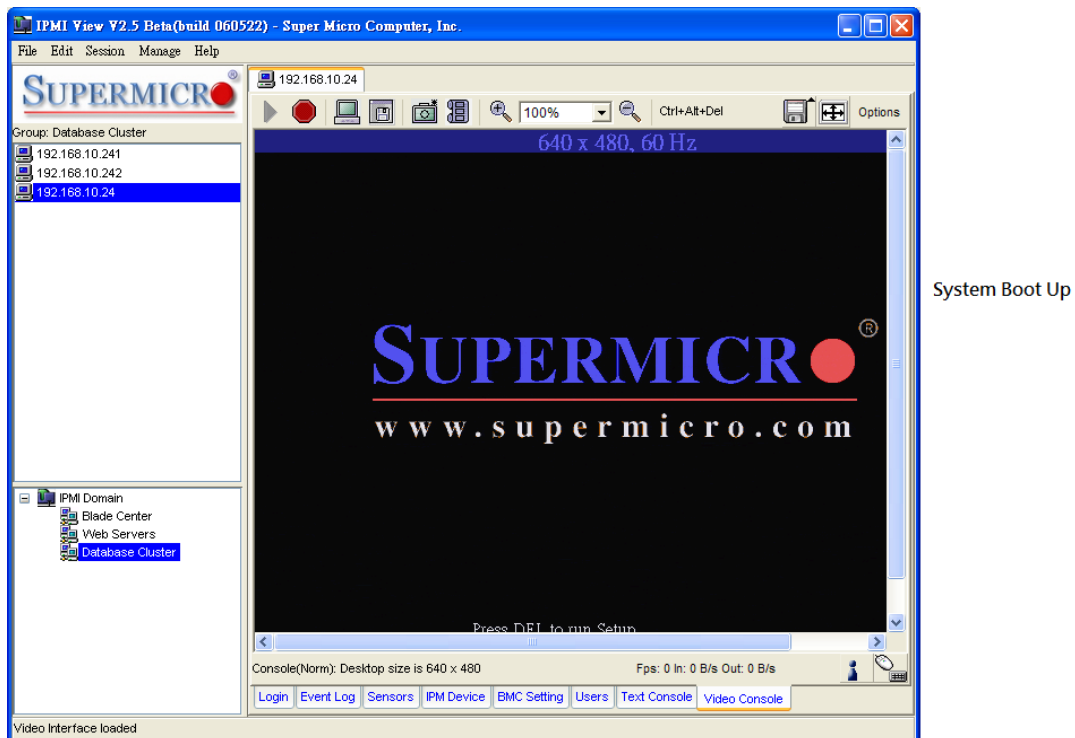 IPMI View V2.5 Beta(build 060522) - Super Micro Computer, Inc.
File Edit Session Manage Help
SUPERMICRO®
Group: Database Cluster
192.168.10.241
192.168.10.242
192.168.10.24
IPMI Domain
Blade Center
Web Servers
Database Cluster
192.168.10.24
100% Ctrl+Alt+Del Options
640 x 480, 60 Hz
SUPERMICRO®
www.supermicro.com
Press DEL to run Setup
Console(Norm): Desktop size is 640 x 480 Fps: 0 In: 0 B/s Out: 0 B/s
Login Event Log Sensors IPM Device BMC Setting Users Text Console Video Console
Video Interface loaded
System Boot Up